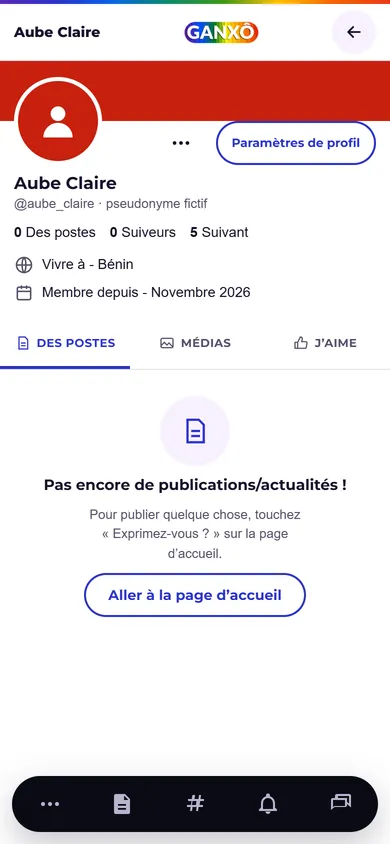 Aube Claire
GANXÓ
Paramètres de profil
Aube Claire
@aube_claire · pseudonyme fictif
0 Des postes 0 Suiveurs 5 Suivant
Vivre à - Bénin
Membre depuis - Novembre 2026
DES POSTES
MÉDIAS
J’AIME
Pas encore de publications/actualités !
Pour publier quelque chose, touchez
« Exprimez-vous ? » sur la page
d’accueil.
Aller à la page d’accueil